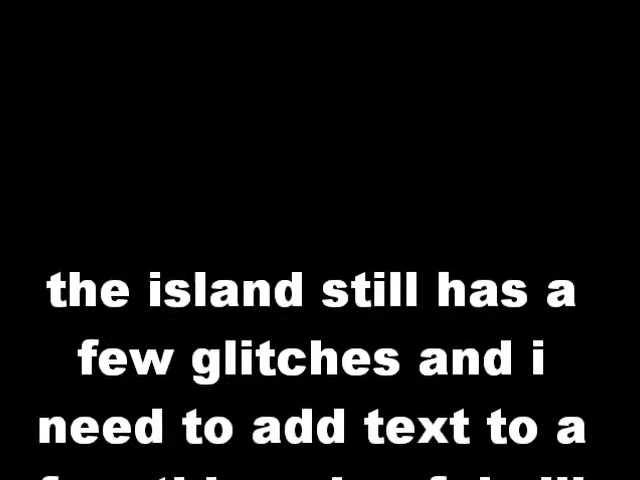 the island still has a
few glitches and i
need to add text to a